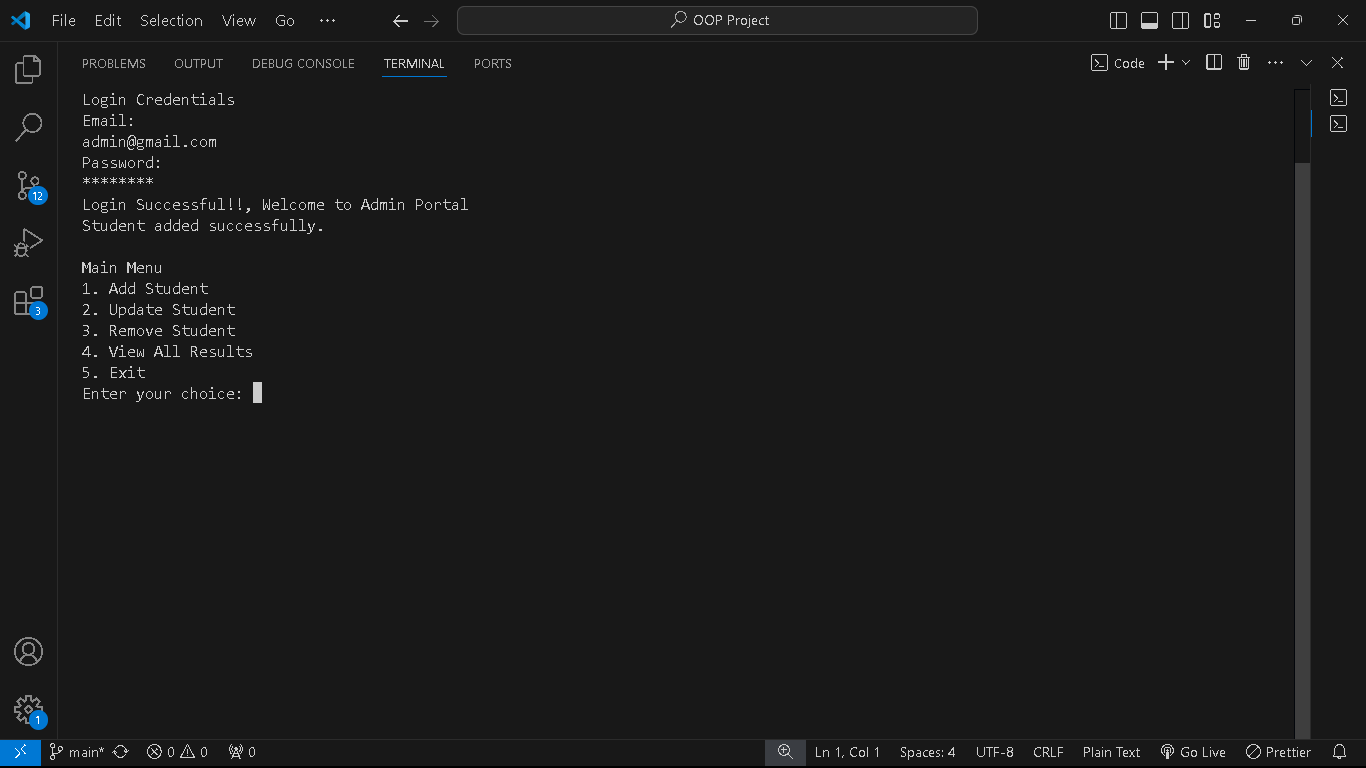 File Edit Selection View Go ···
OOP Project
PROBLEMS OUTPUT DEBUG CONSOLE TERMINAL PORTS
Code
Login Credentials
Email:
admin@gmail.com
Password:
********
Login Successful!!, Welcome to Admin Portal
Student added successfully.
Main Menu
1. Add Student
2. Update Student
3. Remove Student
4. View All Results
5. Exit
Enter your choice:
12
3
1
main* 0 0 0 Ln 1, Col 1 Spaces: 4 UTF-8 CRLF Plain Text Go Live Prettier